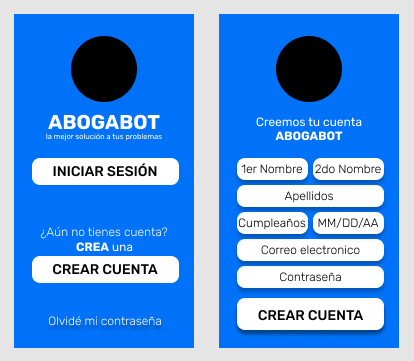 ABOGABOT
la mejor solución a tus problemas
INICIAR SESIÓN
¿Aún no tienes cuenta?
CREA una
CREAR CUENTA
Olvidé mi contraseña
Creemos tu cuenta
ABOGABOT
1er Nombre 2do Nombre
Apellidos
Cumpleaños MM/DD/AA
Correo electronico
Contraseña
CREAR CUENTA